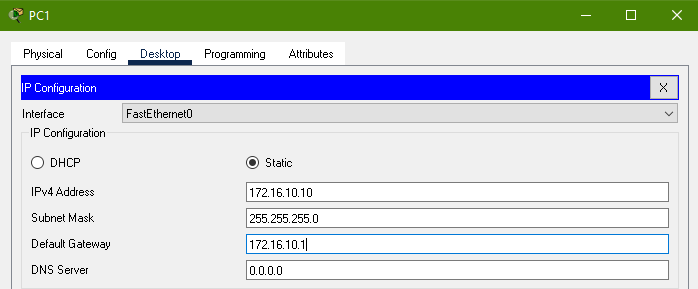 PC1
Physical Config Desktop Programming Attributes
IP Configuration X
Interface FastEthernet0
IP Configuration
DHCP Static
IPv4 Address 172.16.10.10
Subnet Mask 255.255.255.0
Default Gateway 172.16.10.1
DNS Server 0.0.0.0